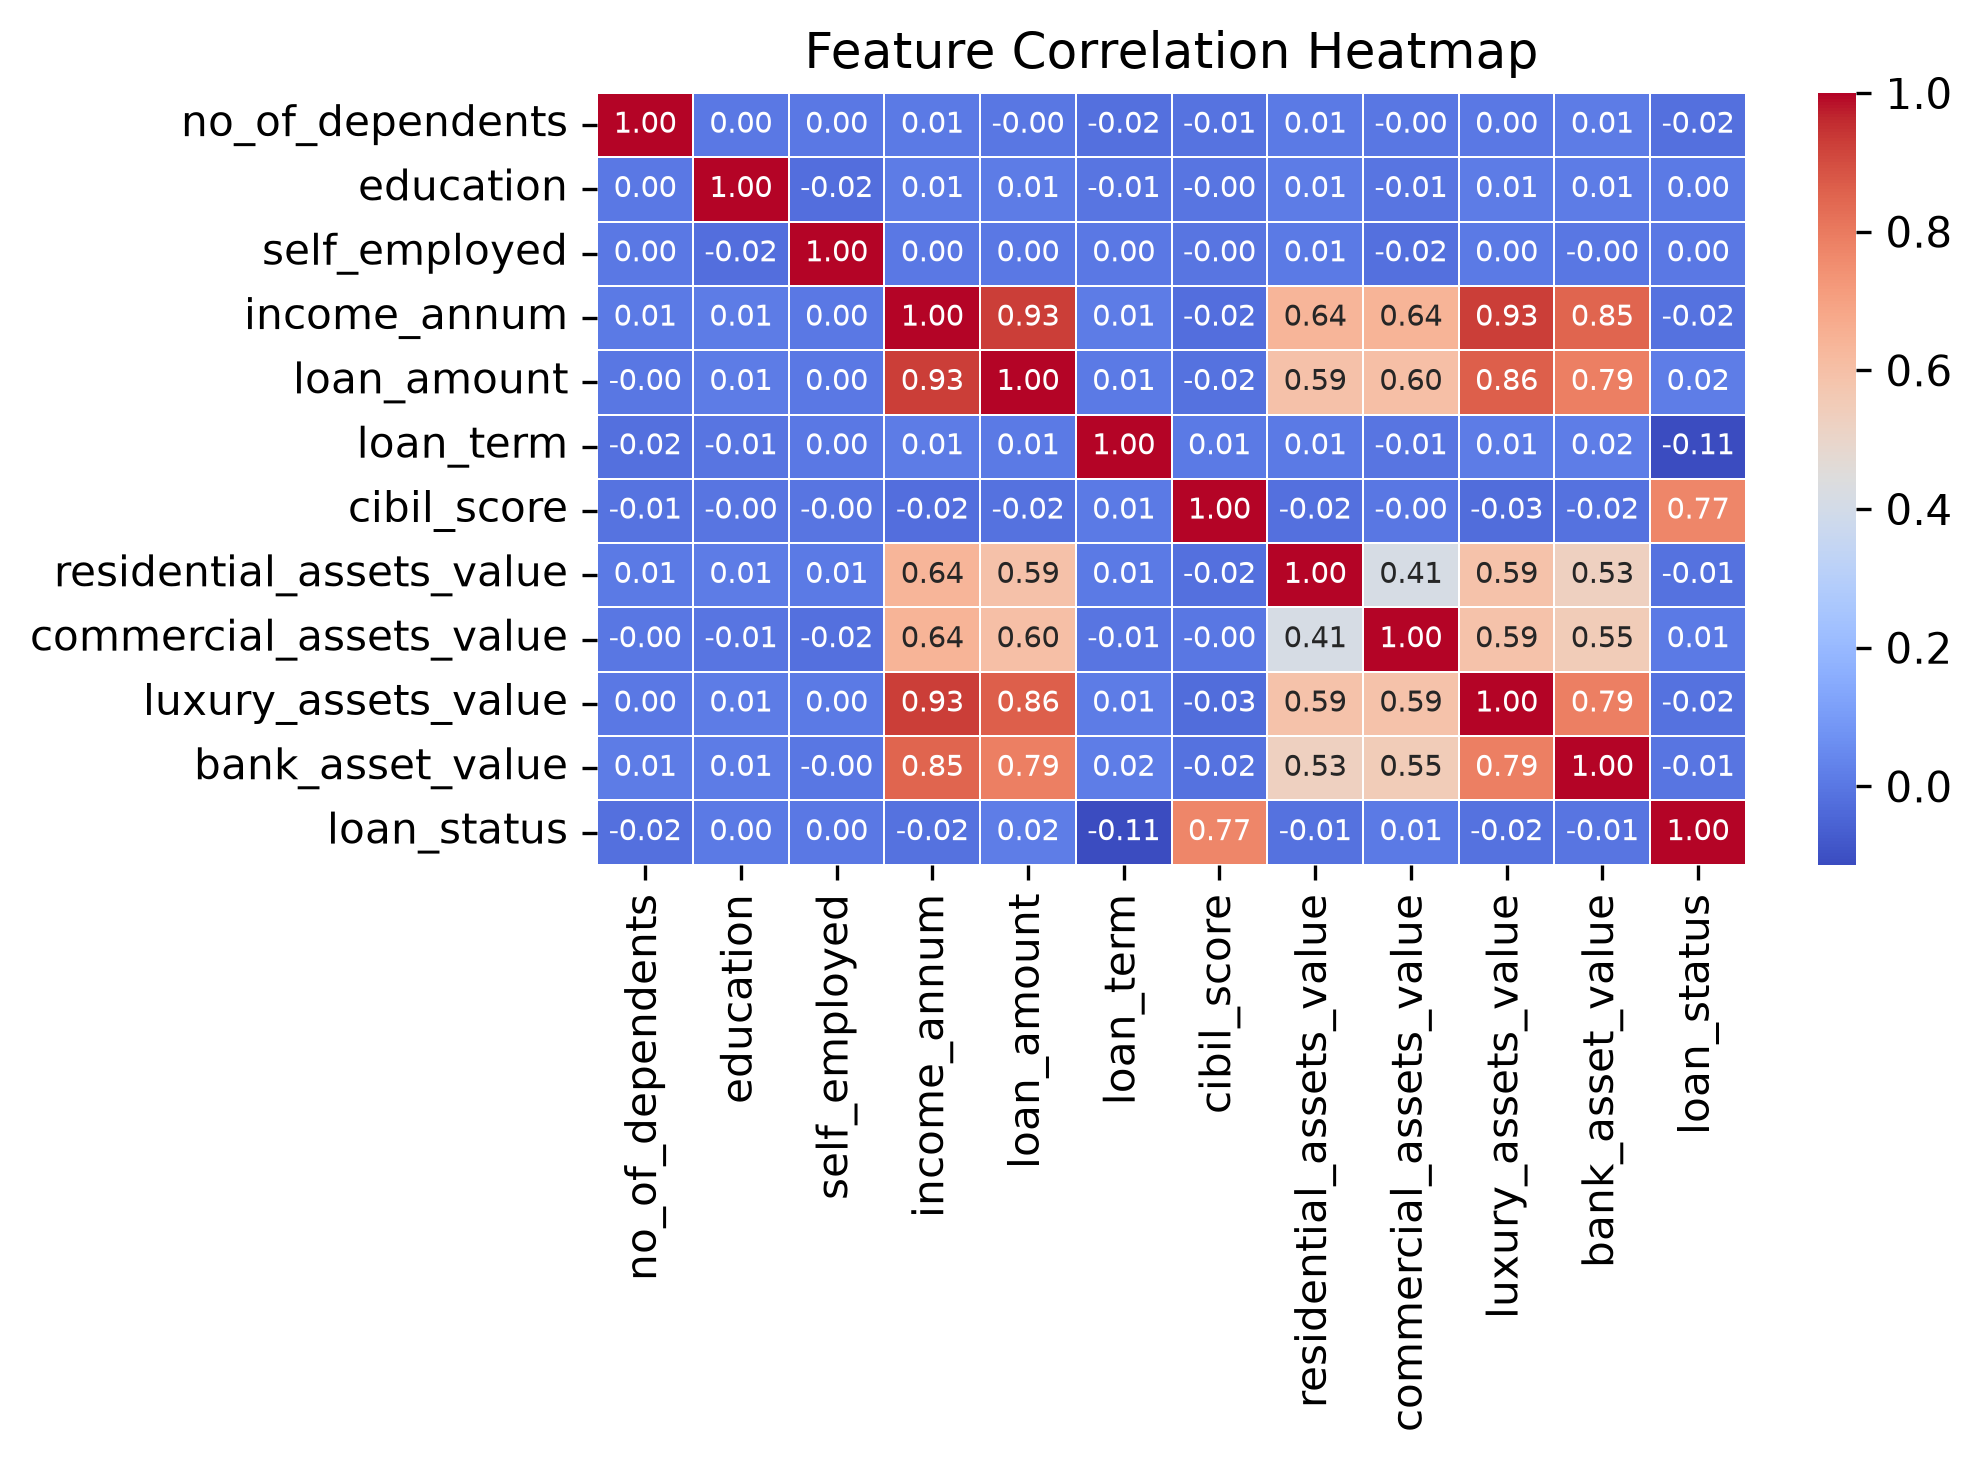 Feature Correlation Heatmap
no_of_dependents 1.00 0.00 0.00 0.01 -0.00 -0.02 -0.01 0.01 -0.00 0.00 0.01 -0.02
education 0.00 1.00 -0.02 0.01 0.01 -0.01 -0.00 0.01 -0.01 0.01 0.01 0.00
self_employed 0.00 -0.02 1.00 0.00 0.00 0.00 -0.00 0.01 -0.02 0.00 -0.00 0.00
income_annum 0.01 0.01 0.00 1.00 0.93 0.01 -0.02 0.64 0.64 0.93 0.85 -0.02
loan_amount -0.00 0.01 0.00 0.93 1.00 0.01 -0.02 0.59 0.60 0.86 0.79 0.02
loan_term -0.02 -0.01 0.00 0.01 0.01 1.00 0.01 0.01 -0.01 0.01 0.02 -0.11
cibil_score -0.01 -0.00 -0.00 -0.02 -0.02 0.01 1.00 -0.02 -0.00 -0.03 -0.02 0.77
residential_assets_value 0.01 0.01 0.01 0.64 0.59 0.01 -0.02 1.00 0.41 0.59 0.53 -0.01
commercial_assets_value -0.00 -0.01 -0.02 0.64 0.60 -0.01 -0.00 0.41 1.00 0.59 0.55 0.01
luxury_assets_value 0.00 0.01 0.00 0.93 0.86 0.01 -0.03 0.59 0.59 1.00 0.79 -0.02
bank_asset_value 0.01 0.01 -0.00 0.85 0.79 0.02 -0.02 0.53 0.55 0.79 1.00 -0.01
loan_status -0.02 0.00 0.00 -0.02 0.02 -0.11 0.77 -0.01 0.01 -0.02 -0.01 1.00
no_of_dependents
education
self_employed
income_annum
loan_amount
loan_term
cibil_score
residential_assets_value
commercial_assets_value
luxury_assets_value
bank_asset_value
loan_status
1.0
0.8
0.6
0.4
0.2
0.0